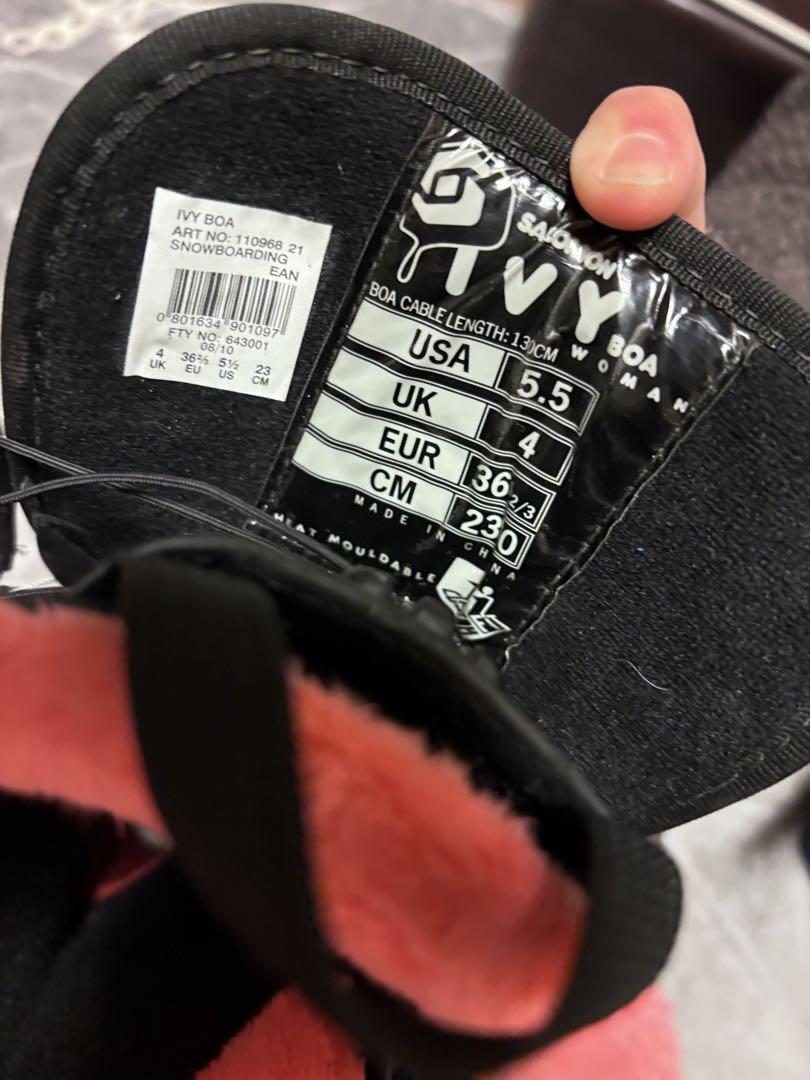 IVY BOA
ART NO: 110968 21
SNOWBOARDING
EAN
0 801634 901097
FTY NO: 643001
08/10
4 36⅔ 5½ 23
UK EU US CM
SALOMON
IVY BOA
WOMAN
BOA CABLE LENGTH: 130CM
USA 5.5
UK 4
EUR 36 2/3
CM 230
MADE IN CHINA
HEAT MOULDABLE